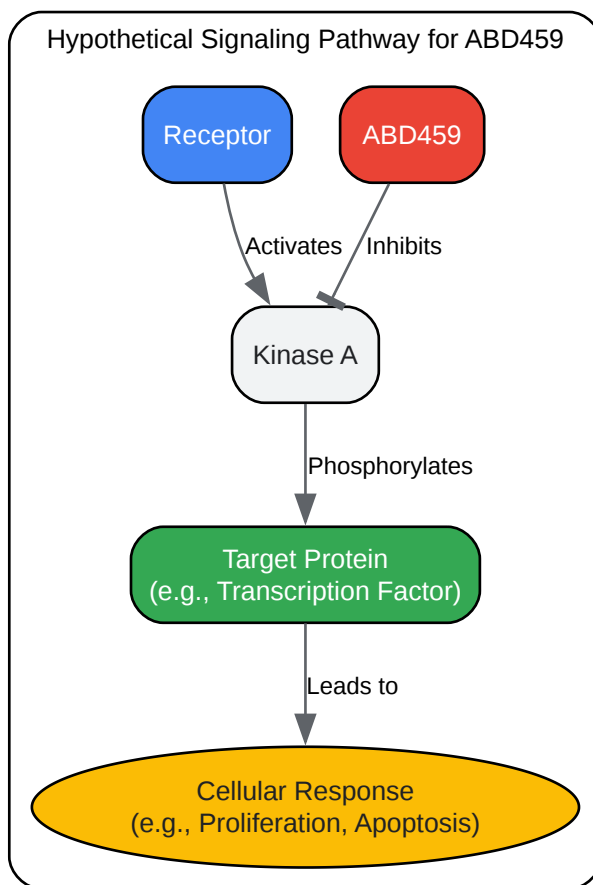 Hypothetical Signaling Pathway for ABD459
Receptor
ABD459
Activates
Inhibits
Kinase A
Phosphorylates
Target Protein
(e.g., Transcription Factor)
Leads to
Cellular Response
(e.g., Proliferation, Apoptosis)